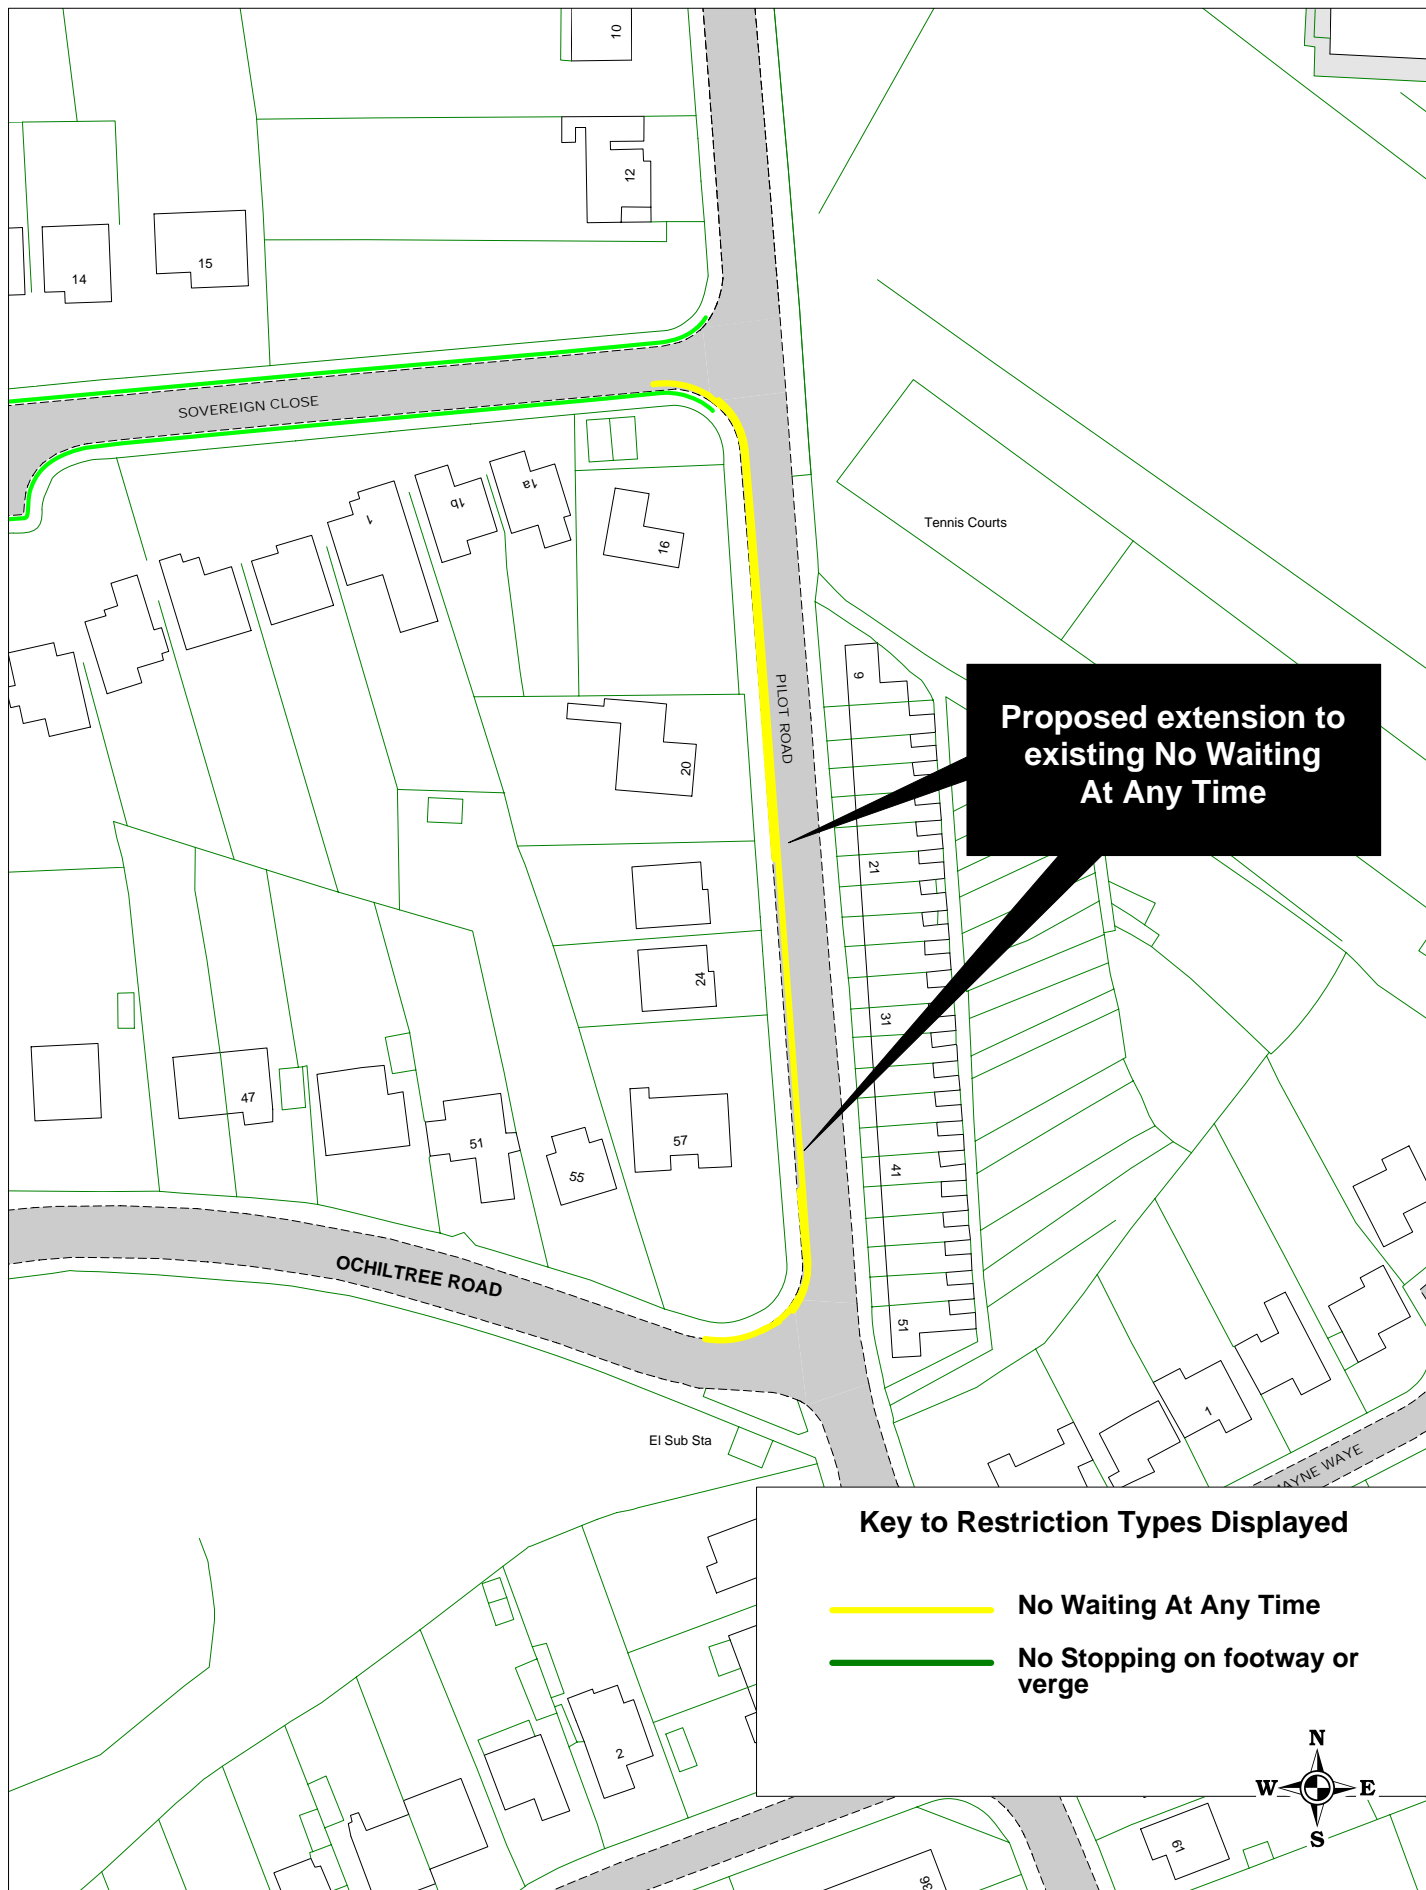 10
12
14
15
SOVEREIGN CLOSE
1
1b
1a
16
Tennis Courts
9
PILOT ROAD
20
Proposed extension to
existing No Waiting
At Any Time
21
24
31
47
51
55
57
41
OCHILTREE ROAD
51
El Sub Sta
1
AYNE WAYE
Key to Restriction Types Displayed
No Waiting At Any Time
No Stopping on footway or
verge
2
N
W E
S
61
36